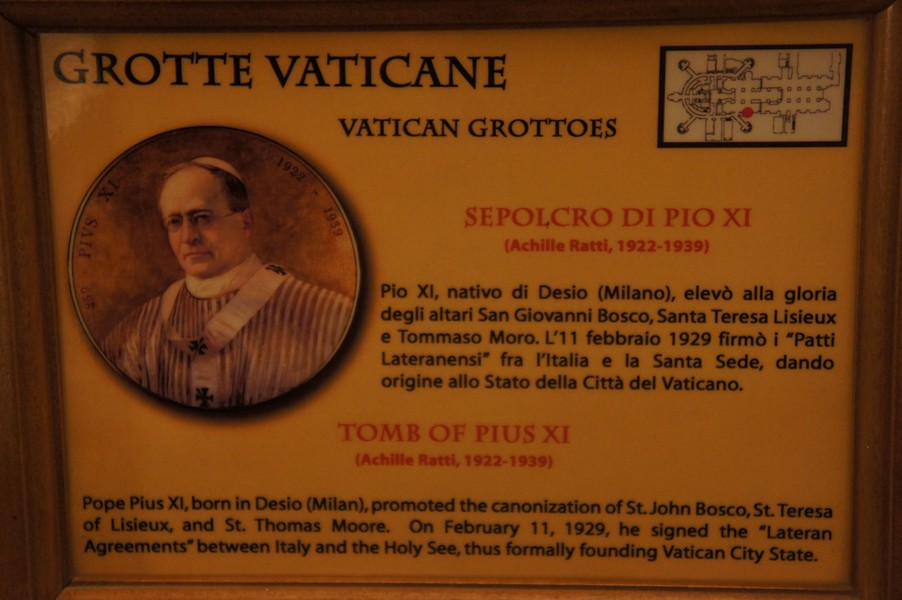 GROTTE VATICANE
VATICAN GROTTOES
PIVS XI
1922 - 1939
SEPOLCRO DI PIO XI
(Achille Ratti, 1922-1939)
Pio XI, nativo di Desio (Milano), elevò alla gloria
degli altari San Giovanni Bosco, Santa Teresa Lisieux
e Tommaso Moro. L'11 febbraio 1929 firmò i "Patti
Lateranensi" fra l'Italia e la Santa Sede, dando
origine allo Stato della Città del Vaticano.
TOMB OF PIUS XI
(Achille Ratti, 1922-1939)
Pope Pius XI, born in Desio (Milan), promoted the canonization of St. John Bosco, St. Teresa
of Lisieux, and St. Thomas Moore. On February 11, 1929, he signed the "Lateran
Agreements" between Italy and the Holy See, thus formally founding Vatican City State.